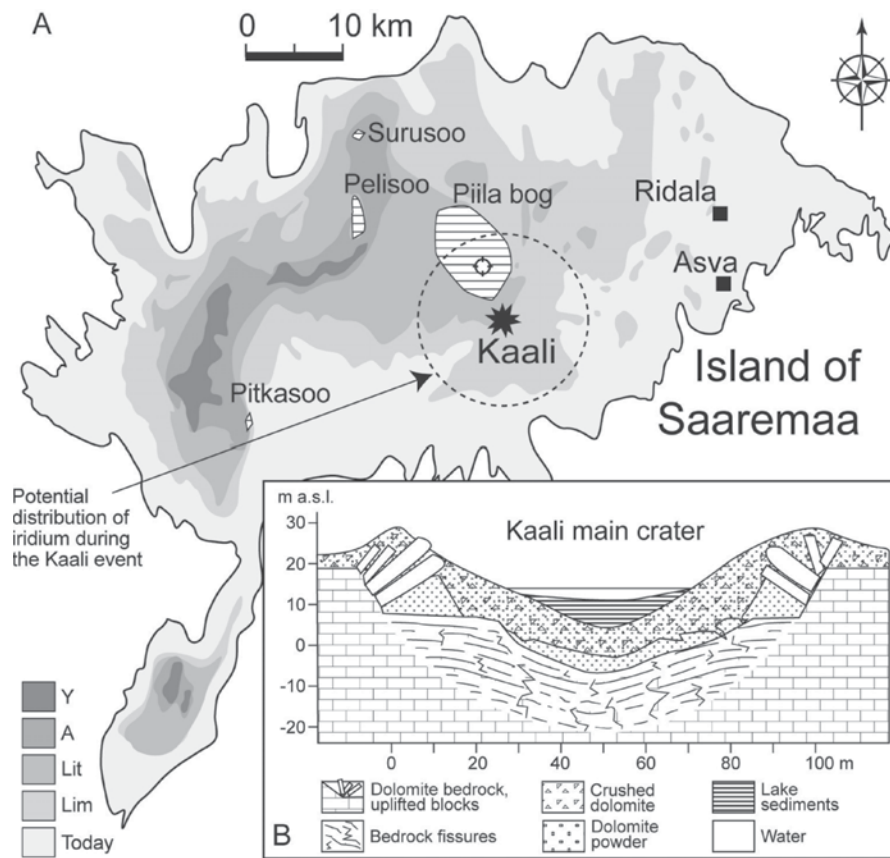 A
0 10 km
Surusoo
Pelisoo
Piila bog
Ridala
Asva
Kaali
Island of
Saaremaa
Pitkasoo
Potential
distribution of
iridium during
the Kaali event
Y
A
Lit
Lim
Today
m a.s.l.
Kaali main crater
30
20
10
0
-10
-20
0 20 40 60 80 100 m
Dolomite bedrock,
uplifted blocks
Crushed
dolomite
Lake
sediments
Bedrock fissures
Dolomite
powder
Water
B